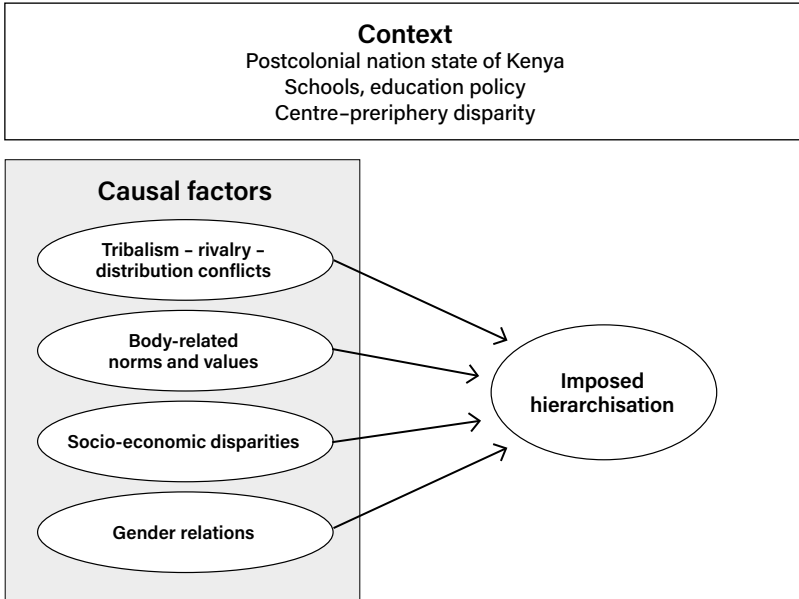 Context
Postcolonial nation state of Kenya
Schools, education policy
Centre–preriphery disparity
Causal factors
Tribalism – rivalry –
distribution conflicts
Body-related
norms and values
Socio-economic disparities
Gender relations
Imposed
hierarchisation